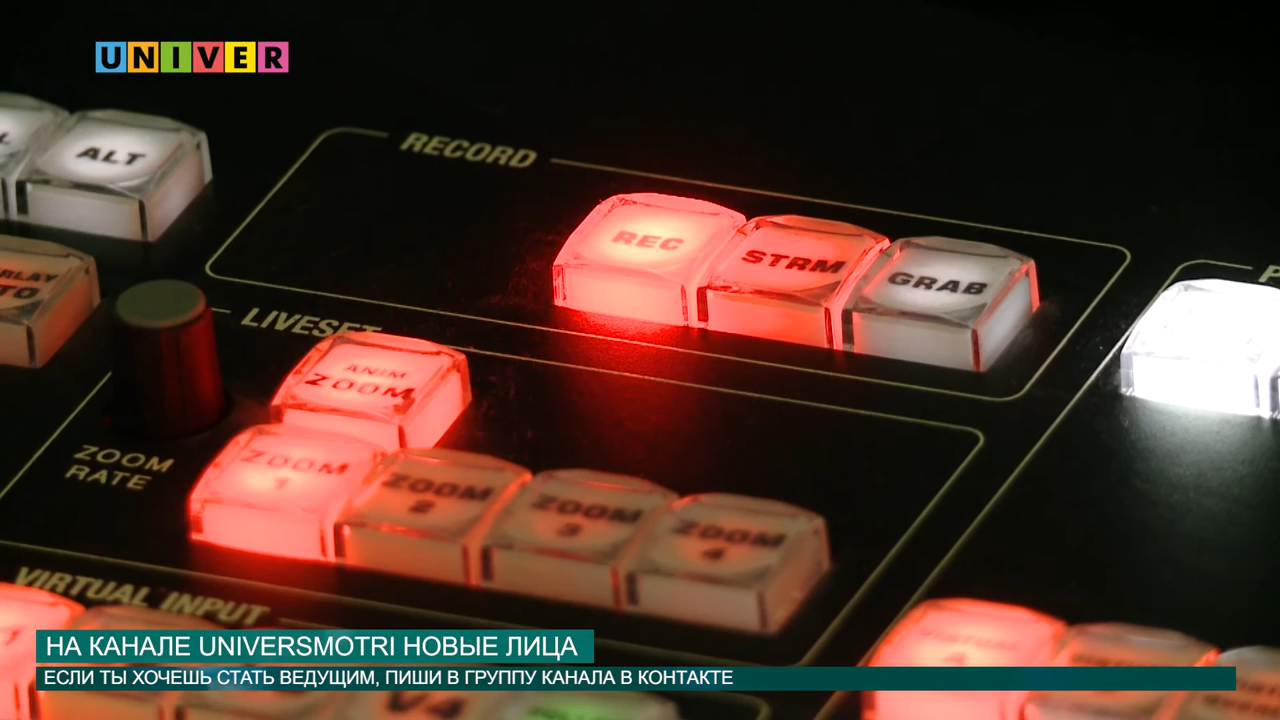 UNIVER
ALT
RECORD
REC
STRM
GRAB
LIVESET
ANIM
ZOOM
ZOOM
RATE
ZOOM
1
ZOOM
2
ZOOM
3
ZOOM
4
VIRTUAL INPUT
НА КАНАЛЕ UNIVERSMOTRI НОВЫЕ ЛИЦА
ЕСЛИ ТЫ ХОЧЕШЬ СТАТЬ ВЕДУЩИМ, ПИШИ В ГРУППУ КАНАЛА В КОНТАКТЕ
V4